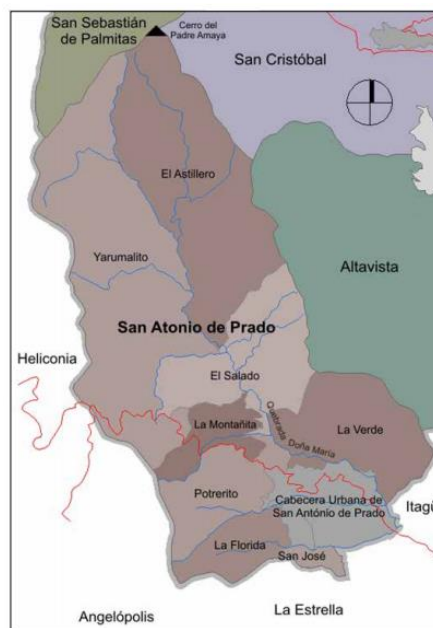 San Sebastián
de Palmitas
Cerro del
Padre Amaya
San Cristóbal
El Astillero
Yarumalito
Altavista
San Atonio de Prado
Heliconia
El Salado
La Montañita
Quebrada Doña María
La Verde
Potrerito
Cabecera Urbana de
San António de Prado
Itagü
La Florida
San José
La Estrella
Angelópolis